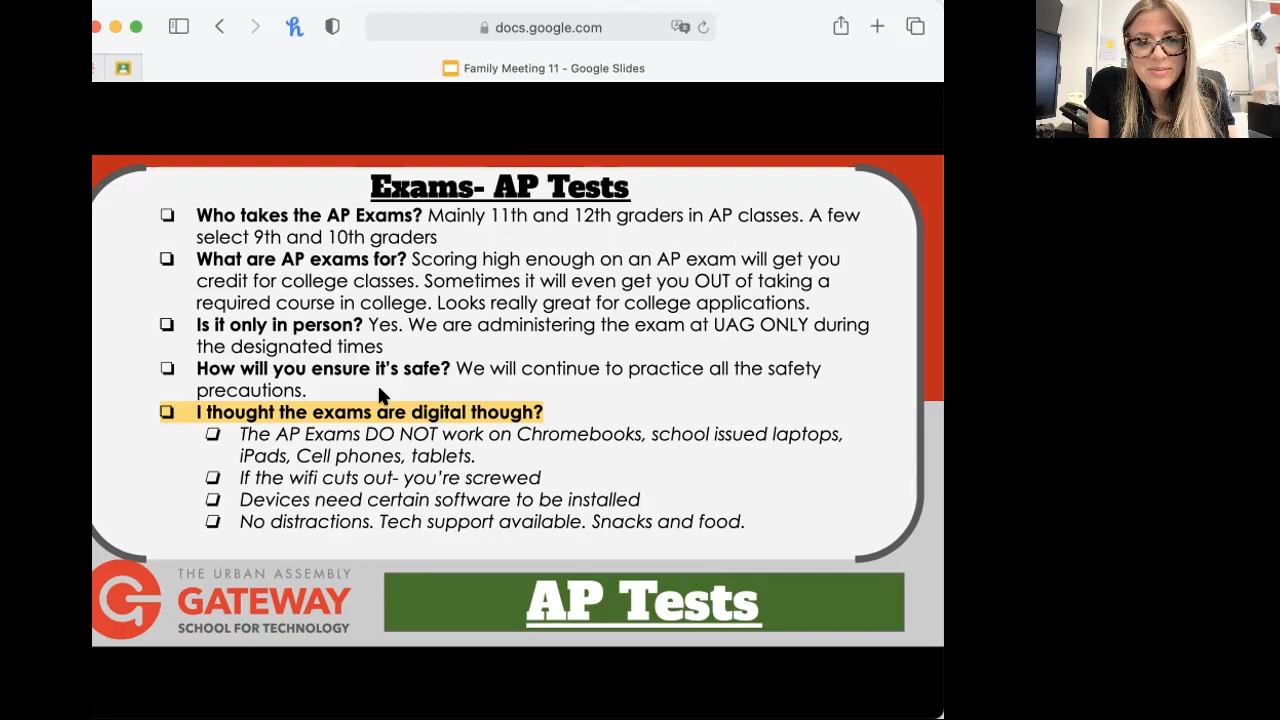 docs.google.com
Family Meeting 11 - Google Slides
Exams- AP Tests
Who takes the AP Exams? Mainly 11th and 12th graders in AP classes. A few
select 9th and 10th graders
What are AP exams for? Scoring high enough on an AP exam will get you
credit for college classes. Sometimes it will even get you OUT of taking a
required course in college. Looks really great for college applications.
Is it only in person? Yes. We are administering the exam at UAG ONLY during
the designated times
How will you ensure it's safe? We will continue to practice all the safety
precautions.
I thought the exams are digital though?
The AP Exams DO NOT work on Chromebooks, school issued laptops,
iPads, Cell phones, tablets.
If the wifi cuts out- you're screwed
Devices need certain software to be installed
No distractions. Tech support available. Snacks and food.
THE URBAN ASSEMBLY
GATEWAY
SCHOOL FOR TECHNOLOGY
AP Tests